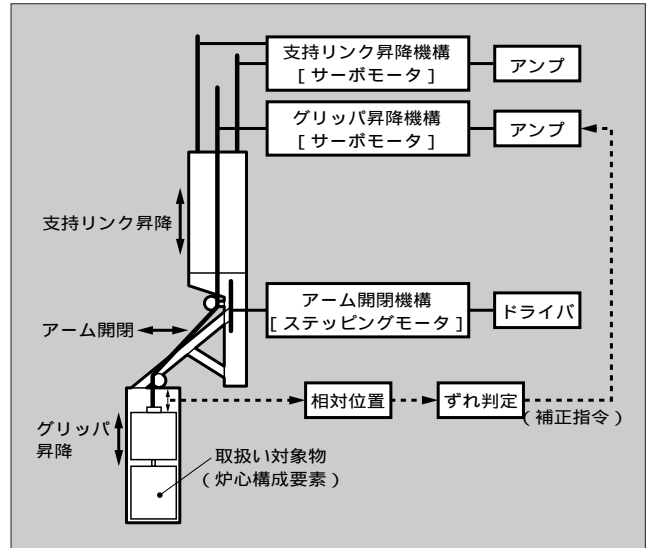 支持リンク昇降機構
[ サーボモータ ]
アンプ
グリッパ昇降機構
[ サーボモータ ]
アンプ
支持リンク昇降
アーム開閉機構
[ ステッピングモータ ]
ドライバ
アーム開閉
相対位置
ずれ判定
(補正指令)
グリッパ
昇降
取扱い対象物
(炉心構成要素)